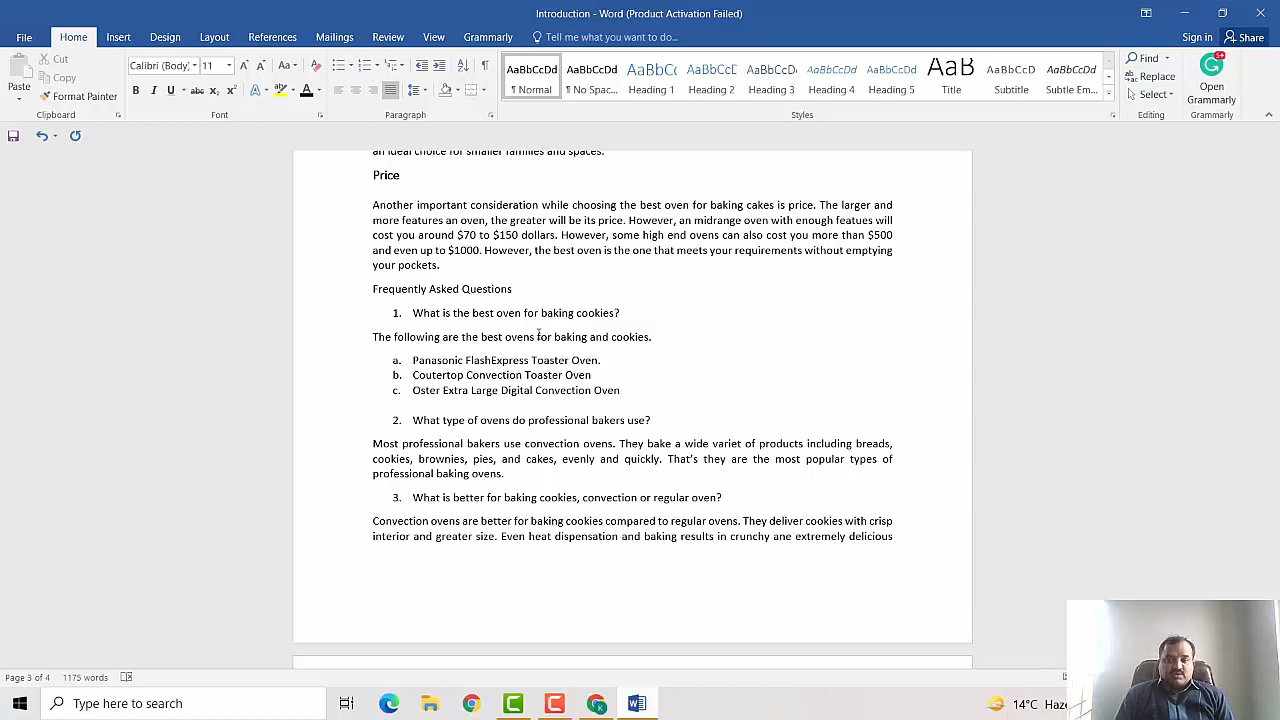 Introduction - Word (Product Activation Failed)
File Home Insert Design Layout References Mailings Review View Grammarly Tell me what you want to do... Sign in Share
Paste Cut Copy Format Painter
Calibri (Body) 11
AaBbCcDd AaBbCcDd AaBbC( AaBbCcD AaBbCcD. AaBbCcDd AaBbCcDd AaB AaBbCcD AaBbCcDd
¶ Normal ¶ No Spac... Heading 1 Heading 2 Heading 3 Heading 4 Heading 5 Title Subtitle Subtle Em...
Find Replace Select
Open Grammarly
Clipboard Font Paragraph Styles Editing Grammarly
an ideal choice for smaller families and spaces.
Price
Another important consideration while choosing the best oven for baking cakes is price. The larger and
more features an oven, the greater will be its price. However, an midrange oven with enough featues will
cost you around $70 to $150 dollars. However, some high end ovens can also cost you more than $500
and even up to $1000. However, the best oven is the one that meets your requirements without emptying
your pockets.
Frequently Asked Questions
1. What is the best oven for baking cookies?
The following are the best ovens for baking and cookies.
a. Panasonic FlashExpress Toaster Oven.
b. Coutertop Convection Toaster Oven
c. Oster Extra Large Digital Convection Oven
2. What type of ovens do professional bakers use?
Most professional bakers use convection ovens. They bake a wide variet of products including breads,
cookies, brownies, pies, and cakes, evenly and quickly. That's they are the most popular types of
professional baking ovens.
3. What is better for baking cookies, convection or regular oven?
Convection ovens are better for baking cookies compared to regular ovens. They deliver cookies with crisp
interior and greater size. Even heat dispensation and baking results in crunchy ane extremely delicious
Page 3 of 4 1175 words
Type here to search
14°C Haze